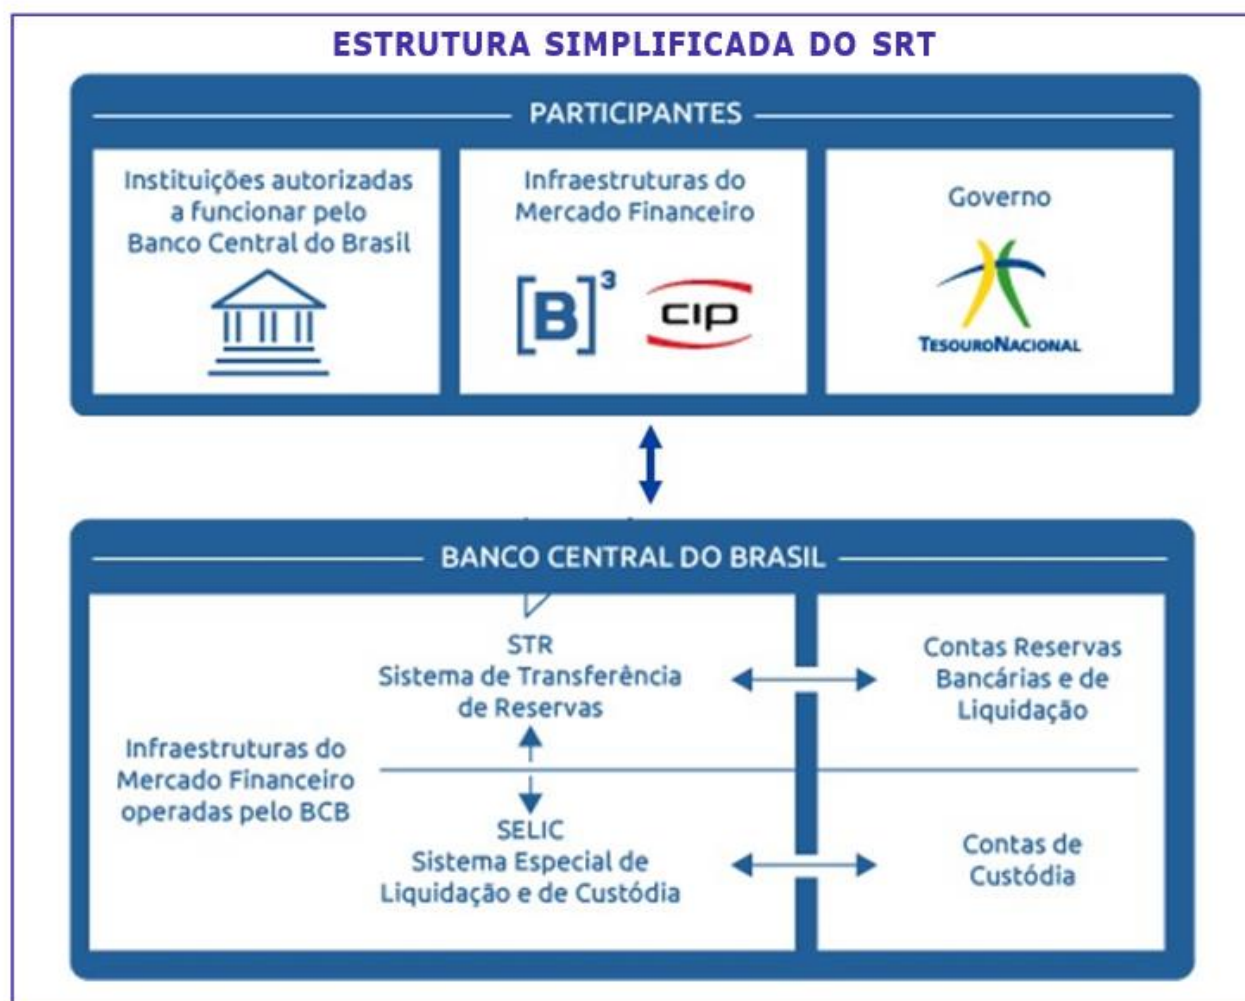 ESTRUTURA SIMPLIFICADA DO SRT
PARTICIPANTES
Instituições autorizadas
a funcionar pelo
Banco Central do Brasil
Infraestruturas do
Mercado Financeiro
[B]³
CIP
Governo
TESOURONACIONAL
BANCO CENTRAL DO BRASIL
Infraestruturas do
Mercado Financeiro
operadas pelo BCB
STR
Sistema de Transferência
de Reservas
SELIC
Sistema Especial de
Liquidação e de Custódia
Contas Reservas
Bancárias e de
Liquidação
Contas de
Custódia